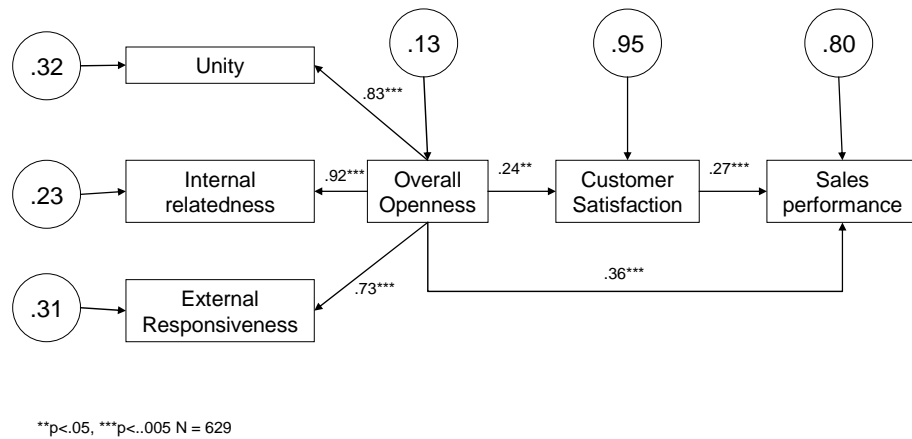 .32
Unity
.13
.95
.80
.83***
.23
Internal
relatedness
.92***
Overall
Openness
.24**
Customer
Satisfaction
.27***
Sales
performance
.31
External
Responsiveness
.73***
.36***
**p<.05, ***p<..005 N = 629